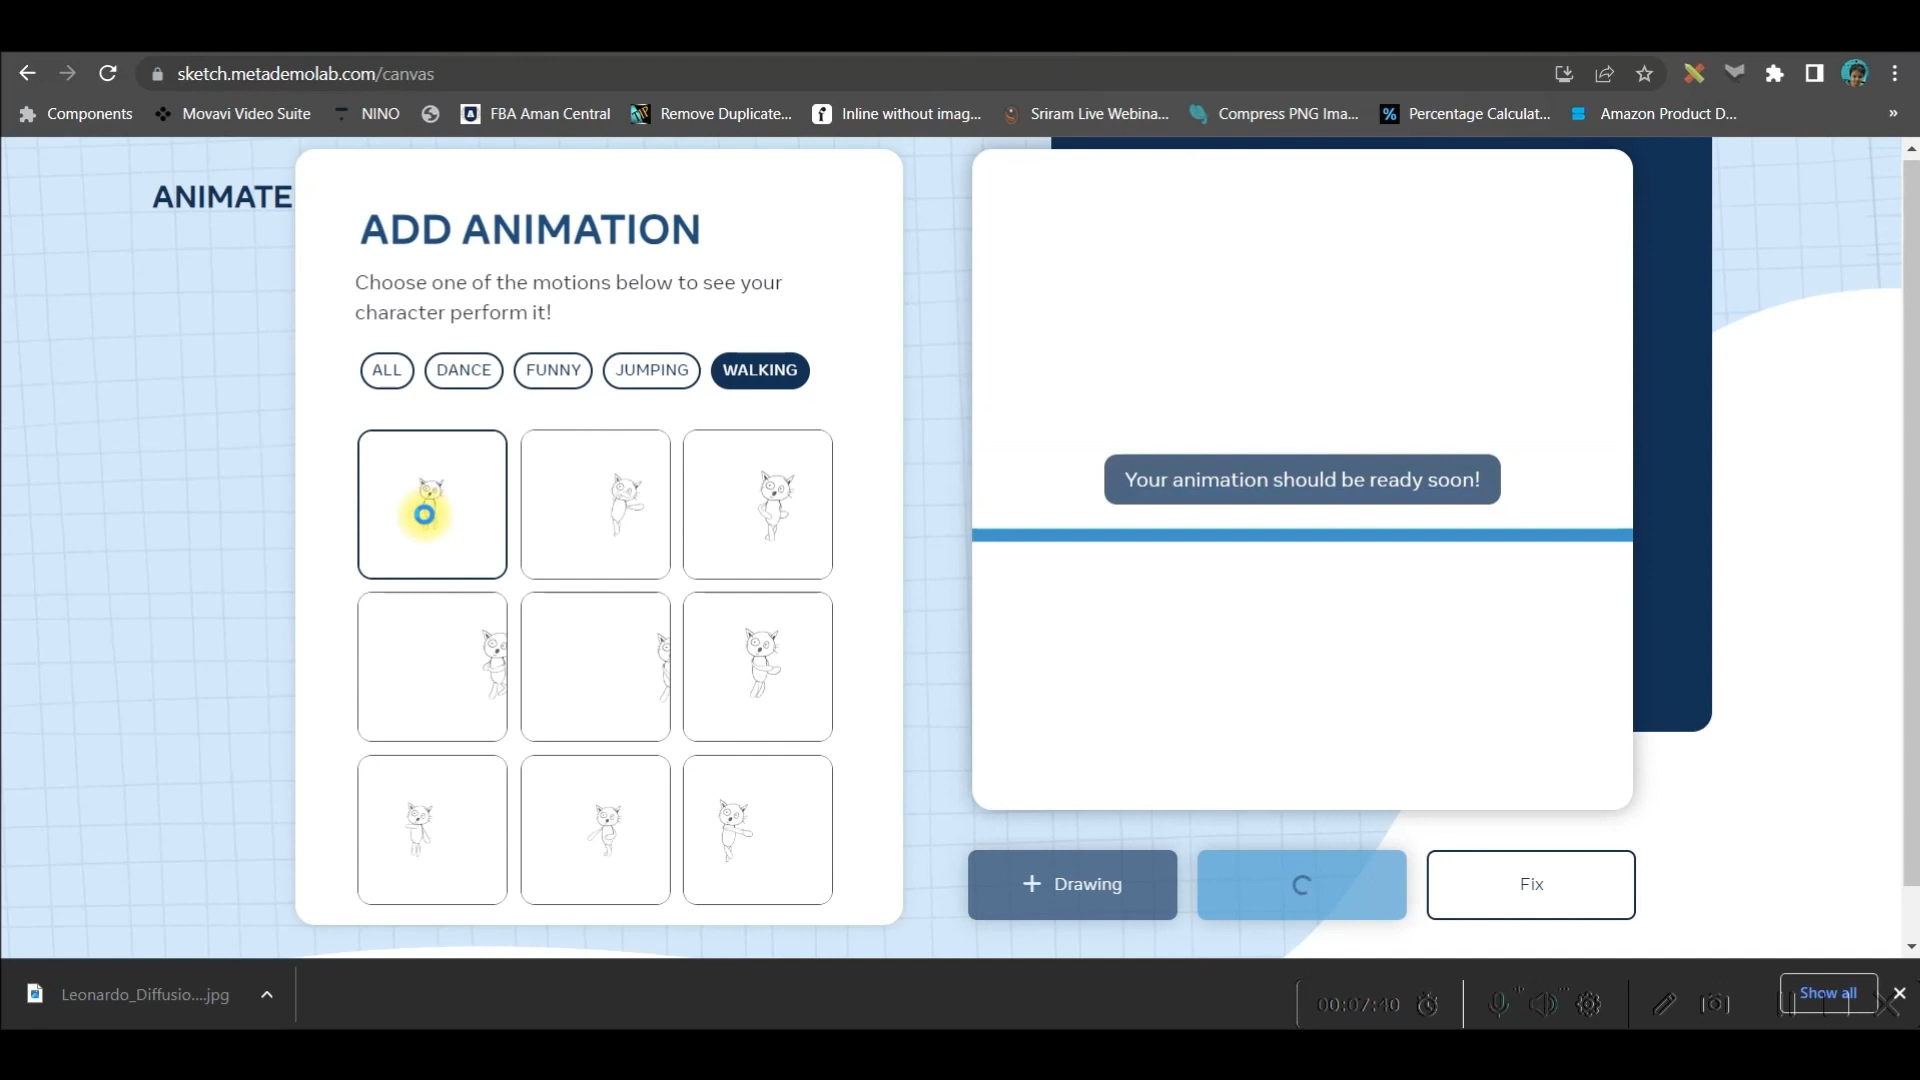 sketch.metademolab.com/canvas
Components
Movavi Video Suite
NINO
FBA Aman Central
Remove Duplicate...
Inline without imag...
Sriram Live Webina...
Compress PNG Ima...
% Percentage Calculat...
Amazon Product D...
»
ANIMATE
ADD ANIMATION
Choose one of the motions below to see your
character perform it!
ALL
DANCE
FUNNY
JUMPING
WALKING
Your animation should be ready soon!
+ Drawing
Fix
Leonardo_Diffusio....jpg
00:07:40
Show all